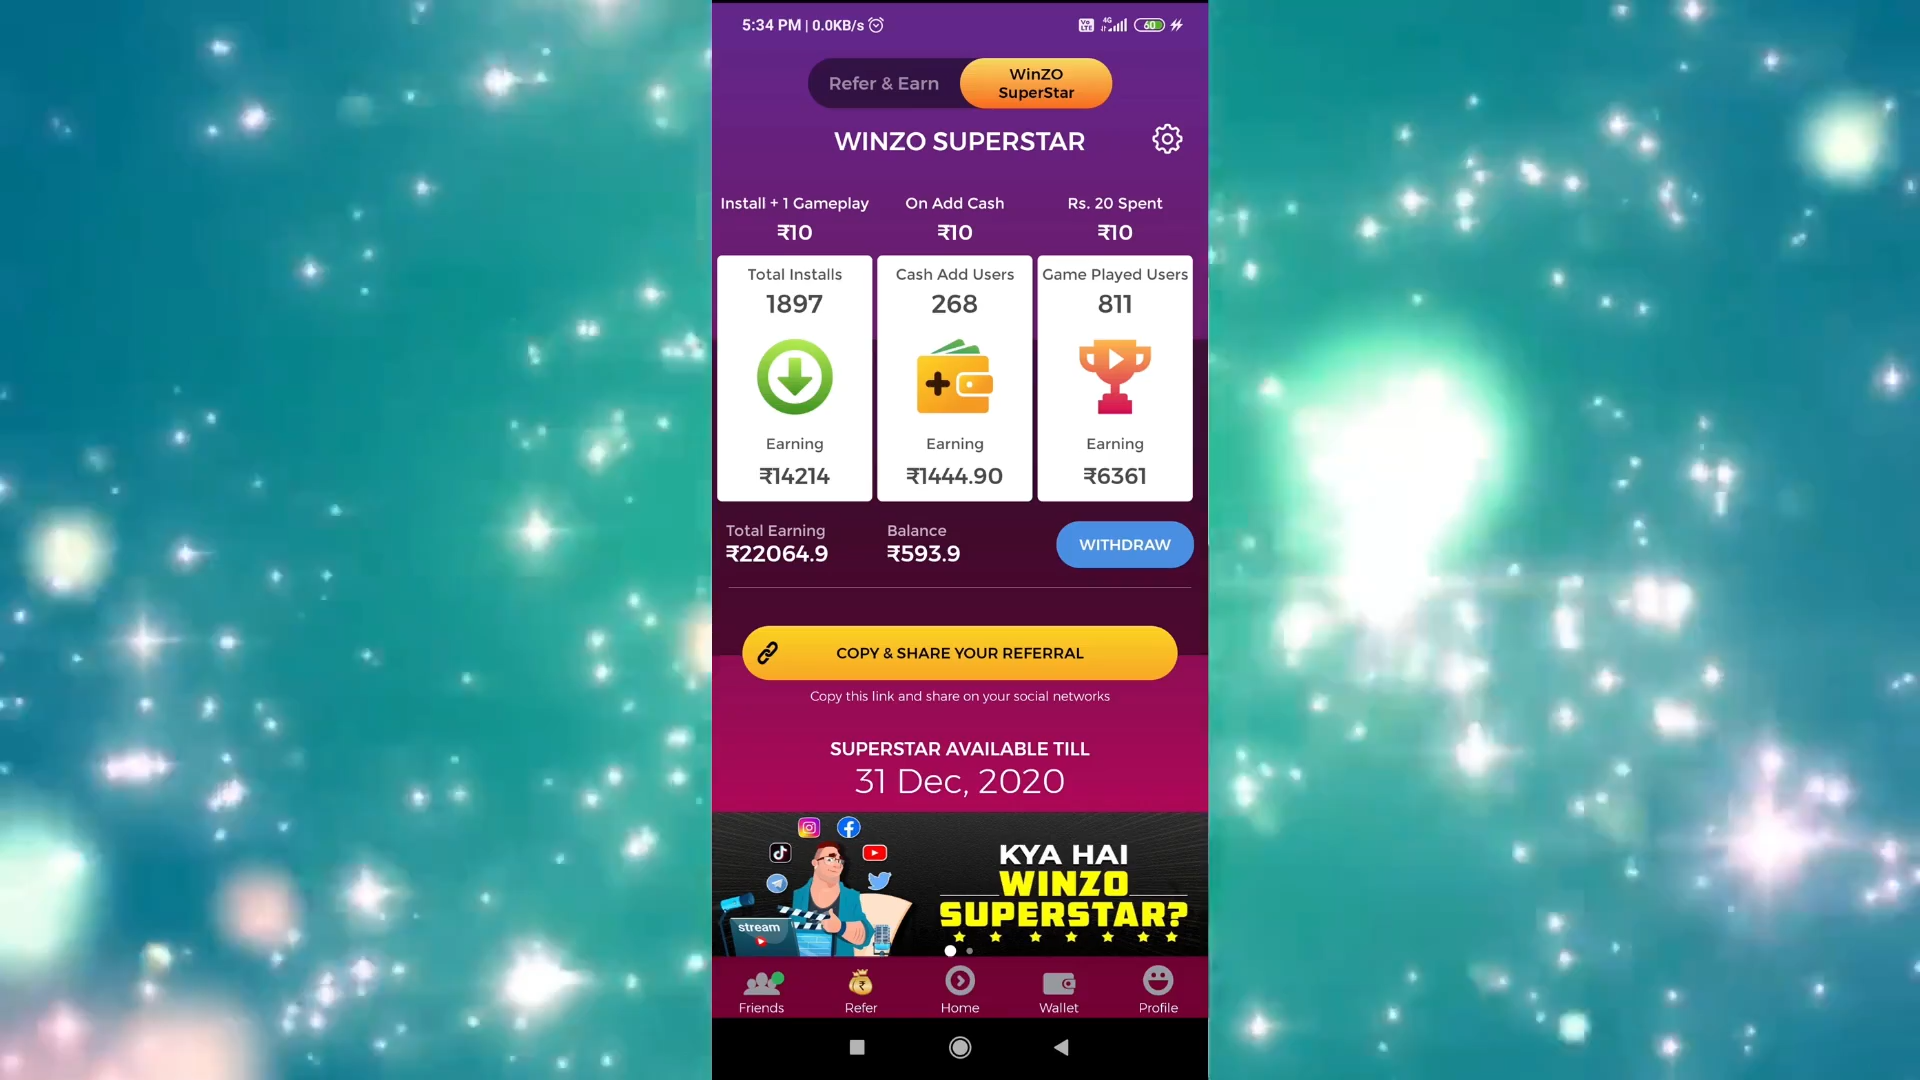 5:34 PM | 0.0KB/s
Vo LTE 4G 60
Refer & Earn
WinZO
SuperStar
WINZO SUPERSTAR
Install + 1 Gameplay On Add Cash Rs. 20 Spent
₹10 ₹10 ₹10
Total Installs Cash Add Users Game Played Users
1897 268 811
Earning Earning Earning
₹14214 ₹1444.90 ₹6361
Total Earning Balance
₹22064.9 ₹593.9
WITHDRAW
COPY & SHARE YOUR REFERRAL
Copy this link and share on your social networks
SUPERSTAR AVAILABLE TILL
31 Dec, 2020
KYA HAI
WINZO
SUPERSTAR?
stream
Friends Refer Home Wallet Profile